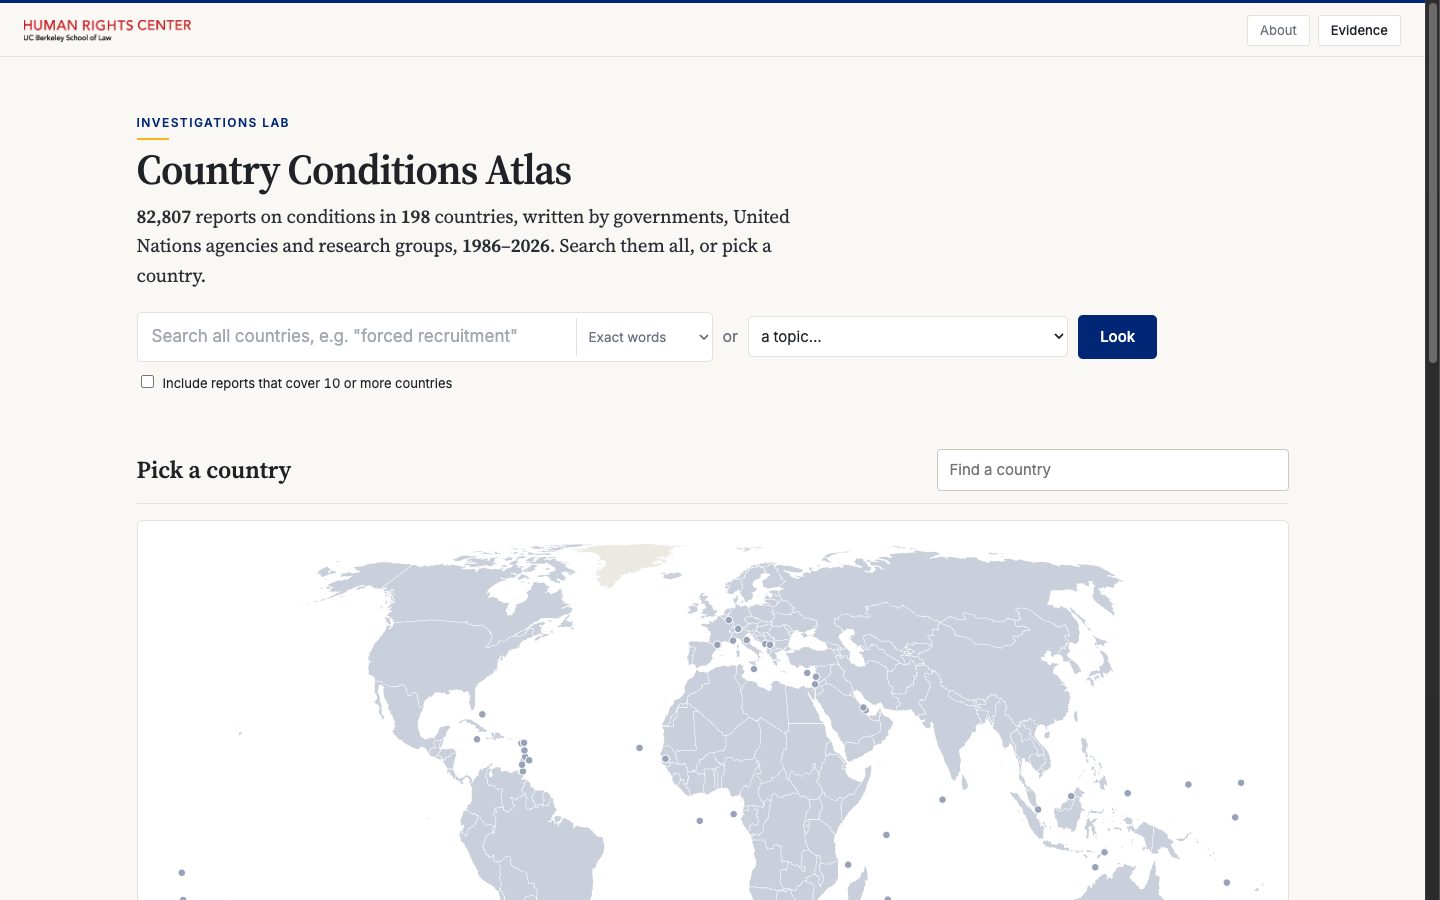 HUMAN RIGHTS CENTER
UC Berkeley School of Law
About
Evidence
INVESTIGATIONS LAB
Country Conditions Atlas
82,807 reports on conditions in 198 countries, written by governments, United
Nations agencies and research groups, 1986–2026. Search them all, or pick a
country.
Search all countries, e.g. "forced recruitment"
Exact words
or
a topic...
Look
Include reports that cover 10 or more countries
Pick a country
Find a country